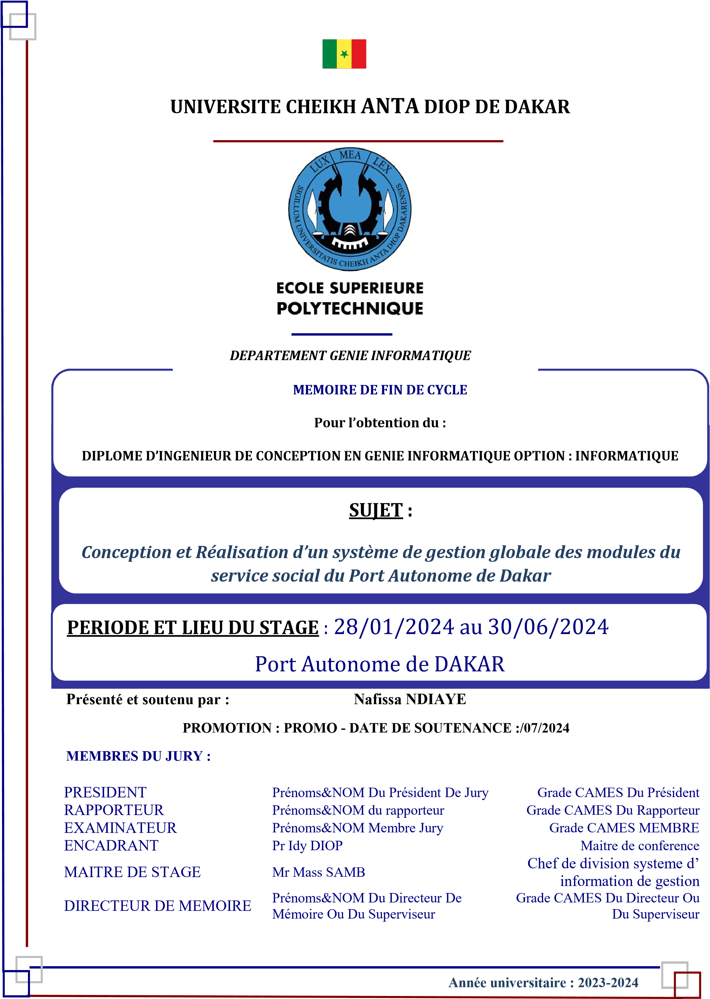 UNIVERSITE CHEIKH ANTA DIOP DE DAKAR
LUX MEA LEX
SIGILLUM UNIVERSITATIS CHEIKH ANTA DIOP DAKARENSIS
ECOLE SUPERIEURE
POLYTECHNIQUE
DEPARTEMENT GENIE INFORMATIQUE
MEMOIRE DE FIN DE CYCLE
Pour l’obtention du :
DIPLOME D’INGENIEUR DE CONCEPTION EN GENIE INFORMATIQUE OPTION : INFORMATIQUE
SUJET :
Conception et Réalisation d’un système de gestion globale des modules du
service social du Port Autonome de Dakar
PERIODE ET LIEU DU STAGE : 28/01/2024 au 30/06/2024
Port Autonome de DAKAR
Présenté et soutenu par : Nafissa NDIAYE
PROMOTION : PROMO - DATE DE SOUTENANCE :/07/2024
MEMBRES DU JURY :
PRESIDENT Prénoms&NOM Du Président De Jury Grade CAMES Du Président
RAPPORTEUR Prénoms&NOM du rapporteur Grade CAMES Du Rapporteur
EXAMINATEUR Prénoms&NOM Membre Jury Grade CAMES MEMBRE
ENCADRANT Pr Idy DIOP Maitre de conference
MAITRE DE STAGE Mr Mass SAMB Chef de division systeme d’
information de gestion
DIRECTEUR DE MEMOIRE Prénoms&NOM Du Directeur De Grade CAMES Du Directeur Ou
Mémoire Ou Du Superviseur Du Superviseur
Année universitaire : 2023-2024